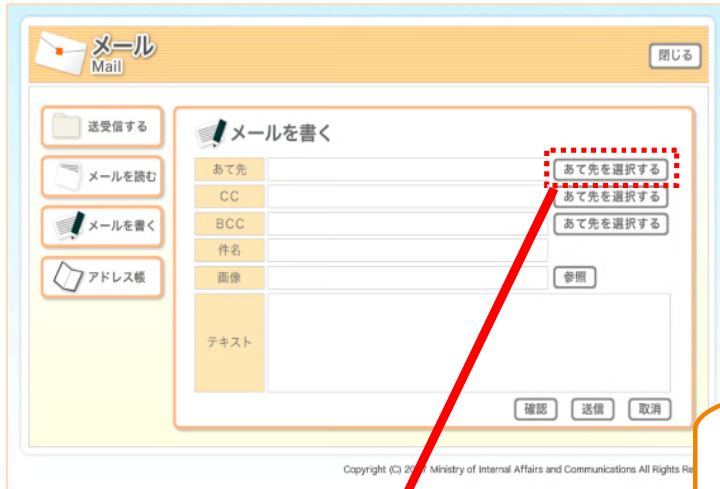 メール
Mail
閉じる
送受信する
メールを読む
メールを書く
アドレス帳
メールを書く
あて先
あて先を選択する
CC
あて先を選択する
BCC
あて先を選択する
件名
画像
参照
テキスト
確認
送信
取消
Copyright (C) Ministry of Internal Affairs and Communications All Rights